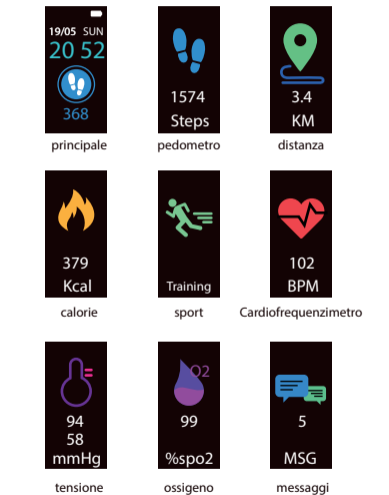 19/05 SUN
20 52
368
principale
1574
Steps
pedometro
3.4
KM
distanza
379
Kcal
calorie
Training
sport
102
BPM
Cardiofrequenzimetro
94
58
mmHg
tensione
O2
99
%spo2
ossigeno
5
MSG
messaggi